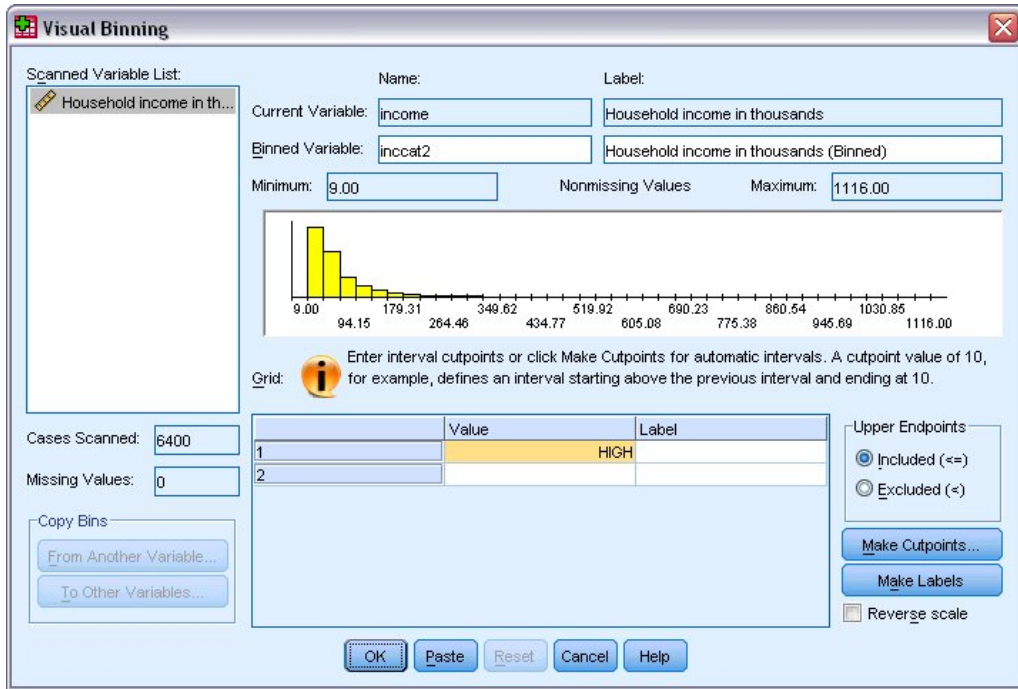 Visual Binning
Scanned Variable List:
Household income in th...
Cases Scanned: 6400
Missing Values: 0
Copy Bins
From Another Variable...
To Other Variables...
Name: Label:
Current Variable: income Household income in thousands
Binned Variable: inccat2 Household income in thousands (Binned)
Minimum: 9.00 Nonmissing Values Maximum: 1116.00
9.00 179.31 349.62 519.92 690.23 860.54 1030.85
94.15 264.46 434.77 605.08 775.38 945.69 1116.00
Enter interval cutpoints or click Make Cutpoints for automatic intervals. A cutpoint value of 10,
Grid: for example, defines an interval starting above the previous interval and ending at 10.
Value Label
1 HIGH
2
Upper Endpoints
Included (<=)
Excluded (<)
Make Cutpoints...
Make Labels
Reverse scale
OK Paste Reset Cancel Help